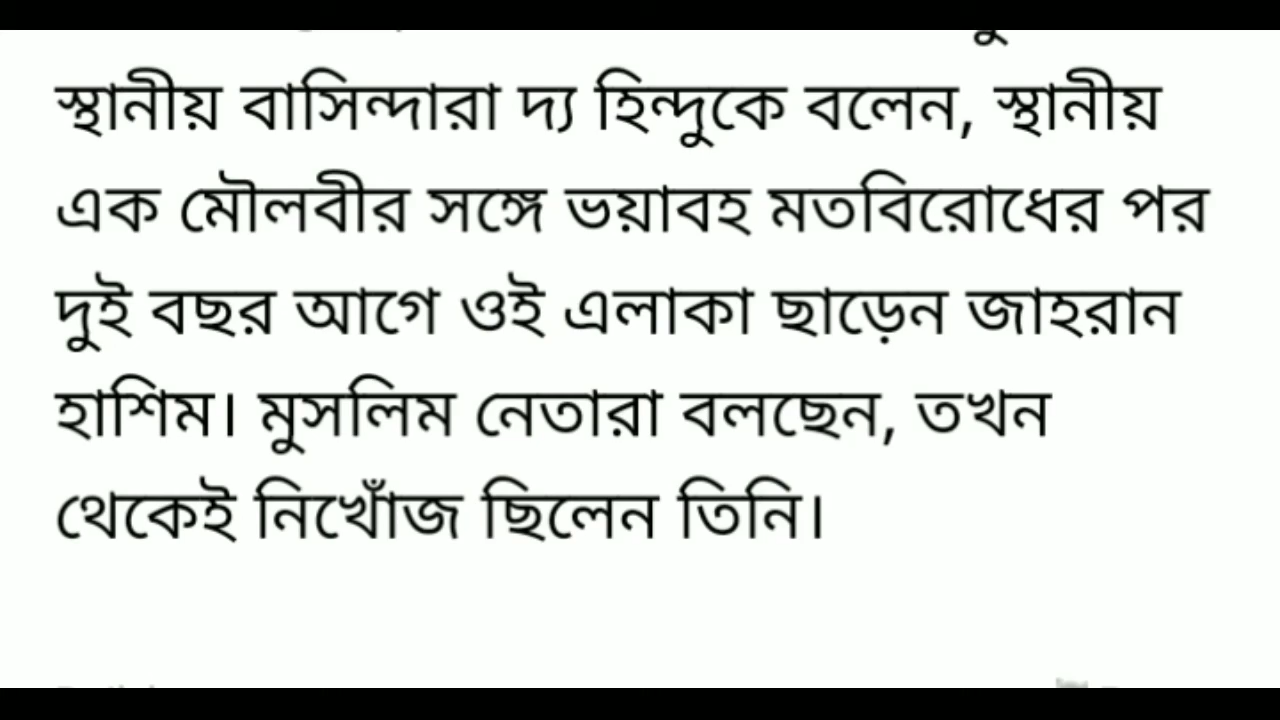 স্থানীয় বাসিন্দারা দ্য হিন্দুকে বলেন, স্থানীয়
এক মৌলবীর সঙ্গে ভয়াবহ মতবিরোধের পর
দুই বছর আগে ওই এলাকা ছাড়েন জাহরান
হাশিম। মুসলিম নেতারা বলছেন, তখন
থেকেই নিখোঁজ ছিলেন তিনি।